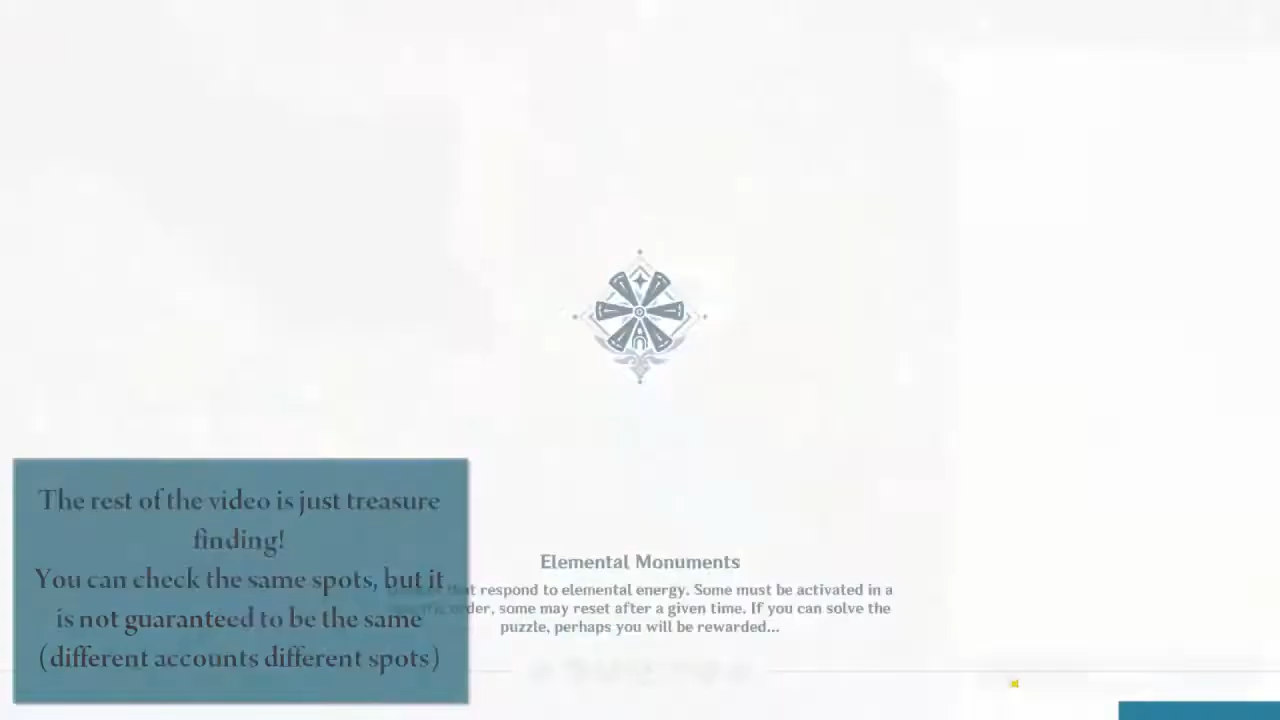 The rest of the video is just treasure
finding!
You can check the same spots, but it
is not guaranteed to be the same
(different accounts different spots)
Elemental Monuments
that respond to elemental energy. Some must be activated in a
order, some may reset after a given time. If you can solve the
puzzle, perhaps you will be rewarded...